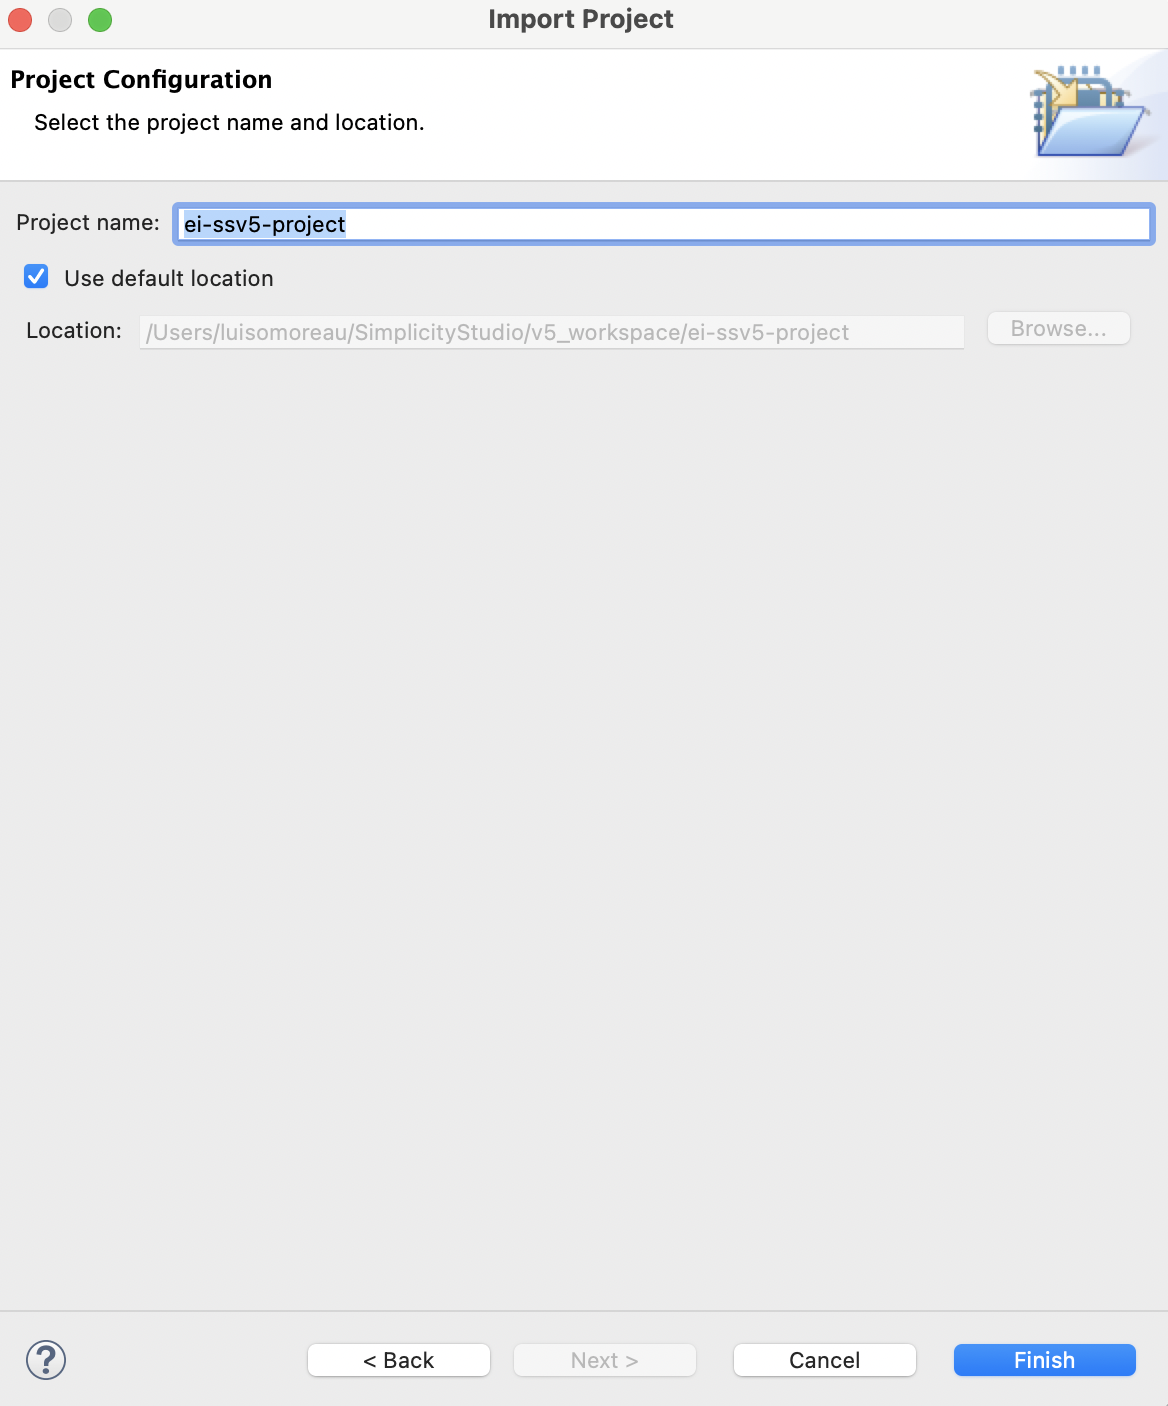 Import Project
Project Configuration
Select the project name and location.
Project name: ei-ssv5-project
Use default location
Location: /Users/luisomoreau/SimplicityStudio/v5_workspace/ei-ssv5-project Browse...
? < Back Next > Cancel Finish